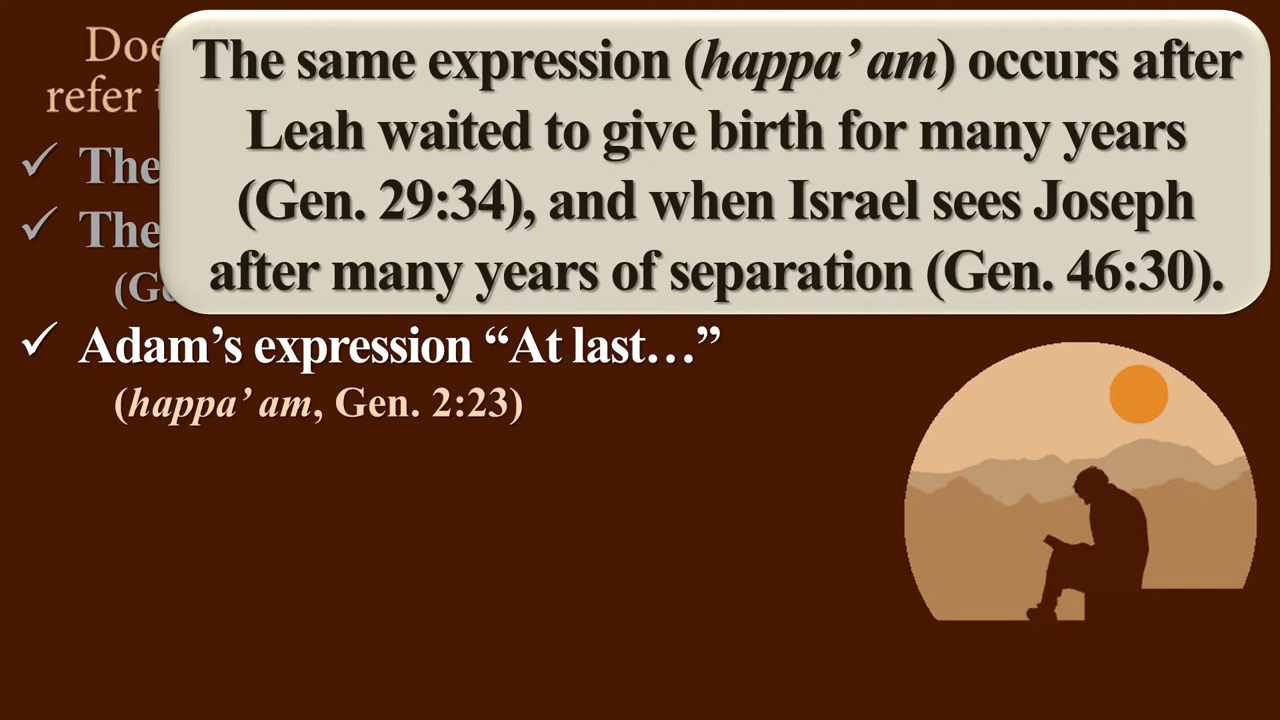 The same expression (happa’am) occurs after
Leah waited to give birth for many years
(Gen. 29:34), and when Israel sees Joseph
after many years of separation (Gen. 46:30).
refer
✓ The
✓ The
✓ Adam’s expression “At last…”
(happa’am, Gen. 2:23)